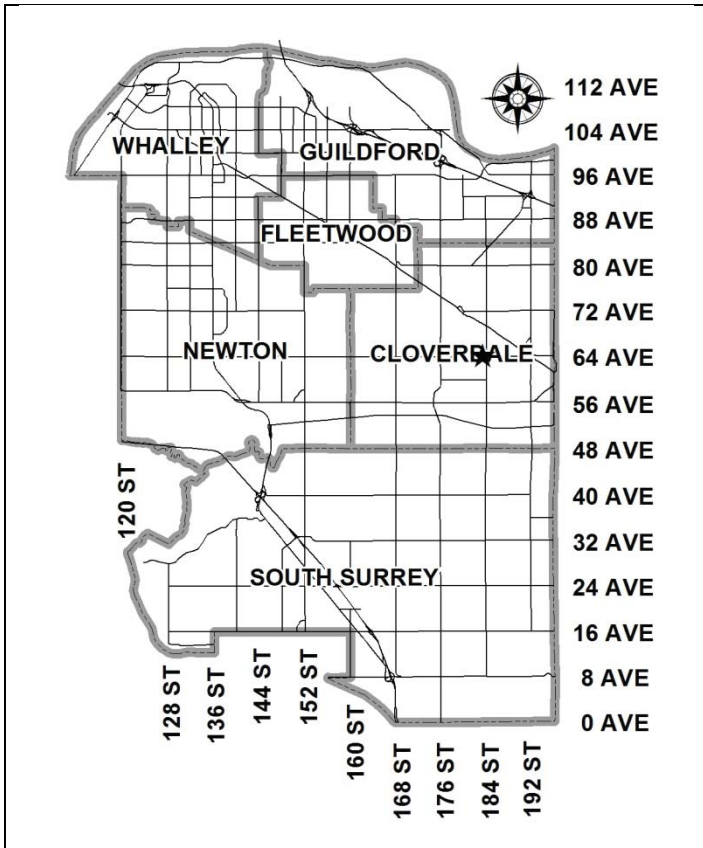 112 AVE
104 AVE
WHALLEY
GUILDFORD
96 AVE
88 AVE
FLEETWOOD
80 AVE
72 AVE
NEWTON
CLOVERDALE
64 AVE
56 AVE
48 AVE
120 ST
40 AVE
32 AVE
SOUTH SURREY
24 AVE
16 AVE
128 ST
136 ST
144 ST
152 ST
160 ST
8 AVE
0 AVE
168 ST
176 ST
184 ST
192 ST